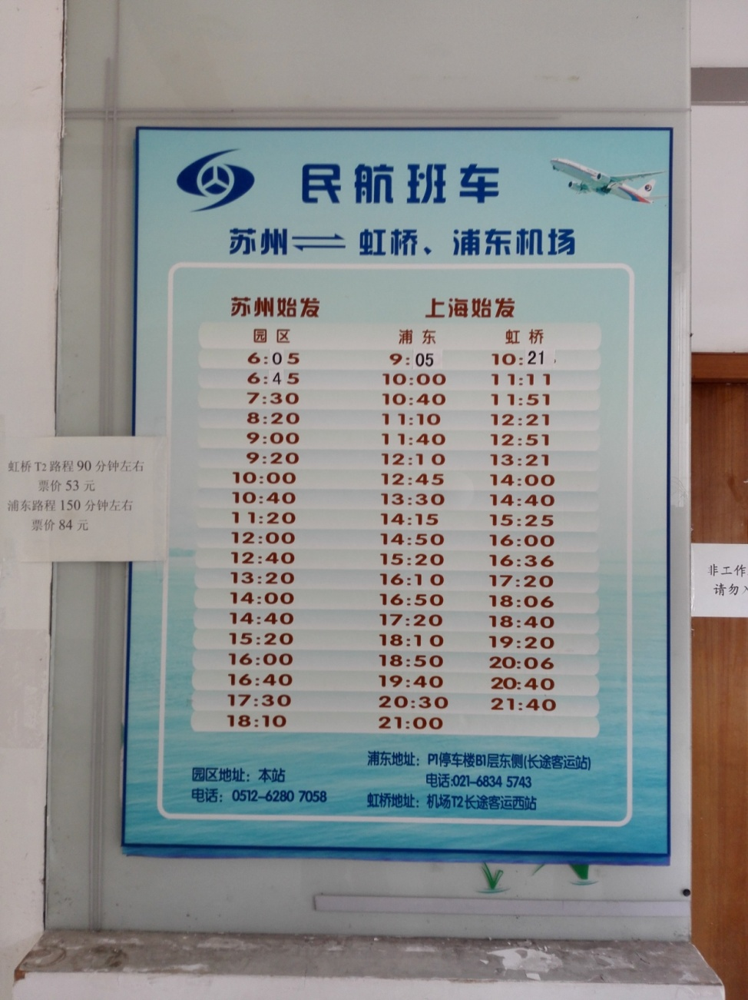 民航班车
苏州⇌虹桥、浦东机场
苏州始发 上海始发
园区 浦东 虹桥
6:05 9:05 10:21
6:45 10:00 11:11
7:30 10:40 11:51
8:20 11:10 12:21
9:00 11:40 12:51
9:20 12:10 13:21
10:00 12:45 14:00
10:40 13:30 14:40
11:20 14:15 15:25
12:00 14:50 16:00
12:40 15:20 16:36
13:20 16:10 17:20
14:00 16:50 18:06
14:40 17:20 18:40
15:20 18:10 19:20
16:00 18:50 20:06
16:40 19:40 20:40
17:30 20:30 21:40
18:10 21:00
园区地址：本站
电话：0512-6280 7058
浦东地址：P1停车楼B1层东侧(长途客运站)
电话:021-6834 5743
虹桥地址：机场T2长途客运西站
虹桥T2路程90分钟左右
票价53元
浦东路程150分钟左右
票价84元
非工作
请勿